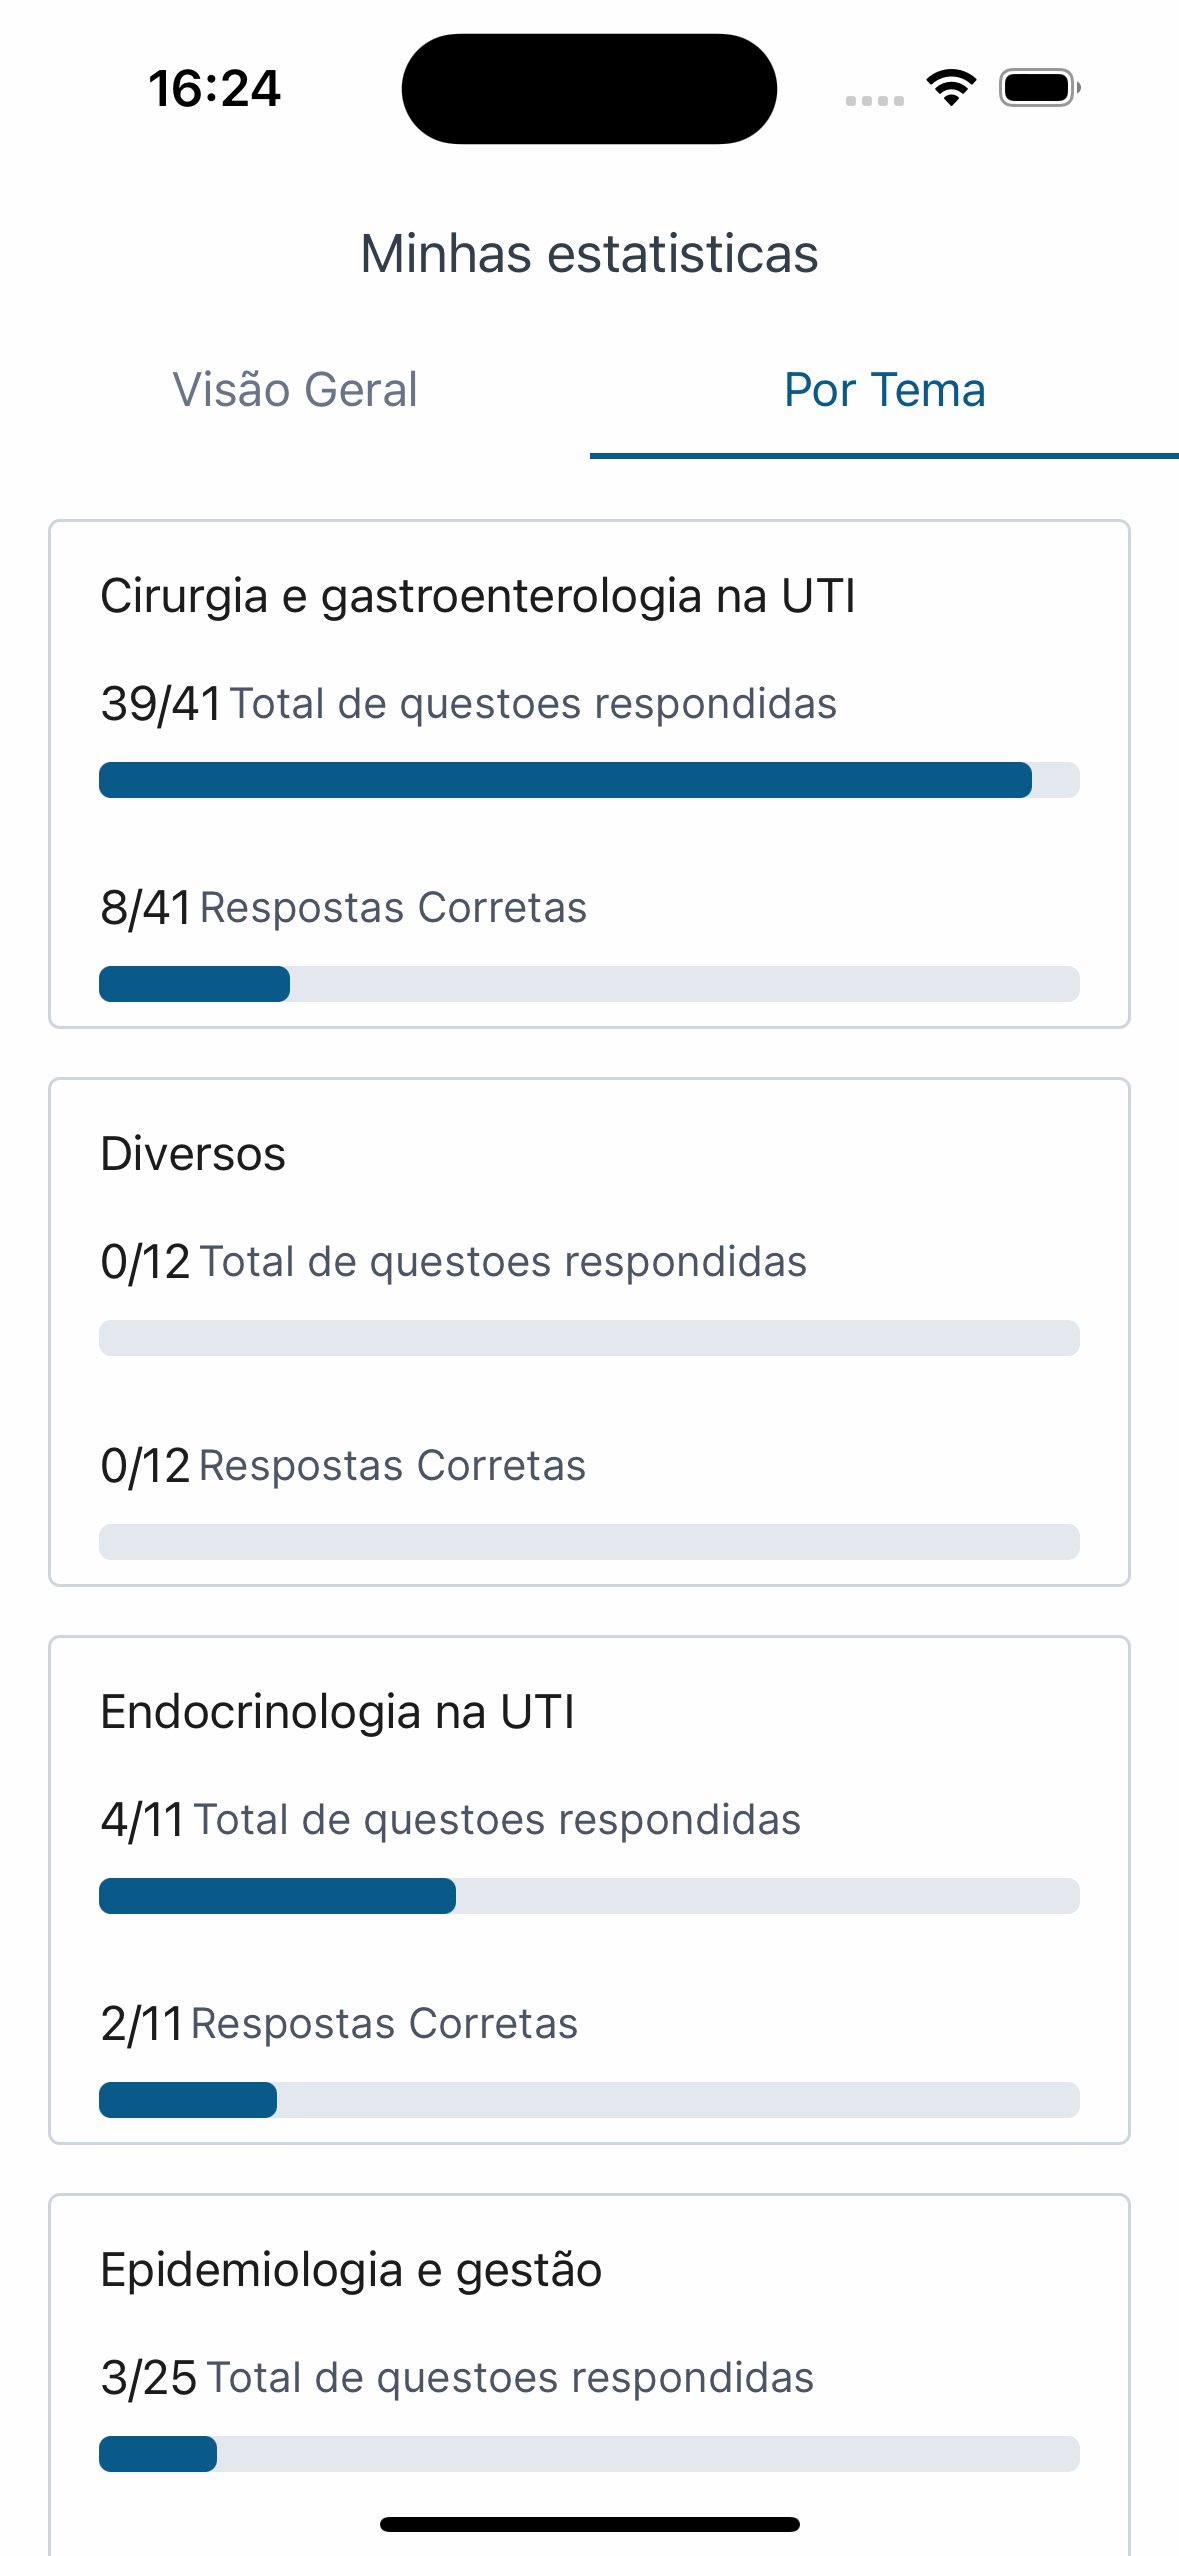 16:24
Minhas estatisticas
Visão Geral
Por Tema
Cirurgia e gastroenterologia na UTI
39/41 Total de questoes respondidas
8/41 Respostas Corretas
Diversos
0/12 Total de questoes respondidas
0/12 Respostas Corretas
Endocrinologia na UTI
4/11 Total de questoes respondidas
2/11 Respostas Corretas
Epidemiologia e gestão
3/25 Total de questoes respondidas